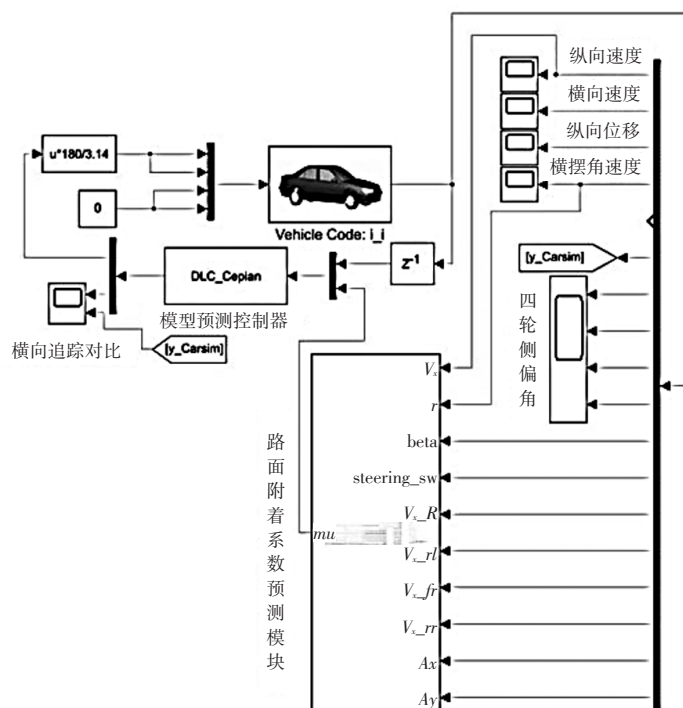 纵向速度
横向速度
纵向位移
横摆角速度
u*180/3.14
0
Vehicle Code: i_i
Z⁻¹
DLC_Cepian
模型预测控制器
横向追踪对比
[y_Carsim]
[y_Carsim]
四轮侧偏角
路面附着系数预测模块
Vₓ
r
beta
steering_sw
Vₓ_R
mu
Vₓ_rl
Vₓ_fr
Vₓ_rr
Ax
Ay